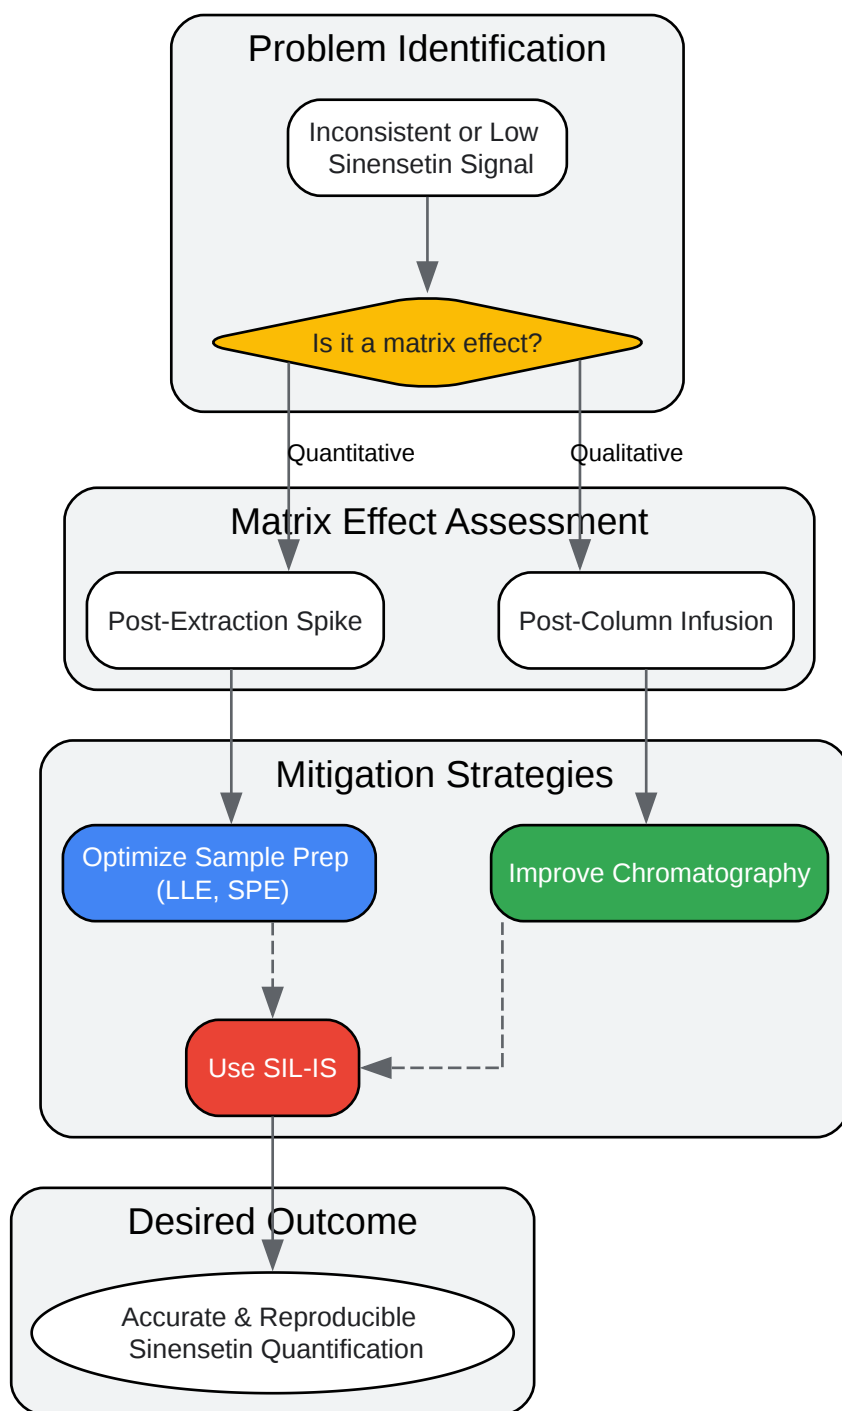 Problem Identification
Inconsistent or Low
Sinensetin Signal
Is it a matrix effect?
Quantitative
Qualitative
Matrix Effect Assessment
Post-Extraction Spike
Post-Column Infusion
Mitigation Strategies
Optimize Sample Prep
(LLE, SPE)
Improve Chromatography
Use SIL-IS
Desired Outcome
Accurate & Reproducible
Sinensetin Quantification